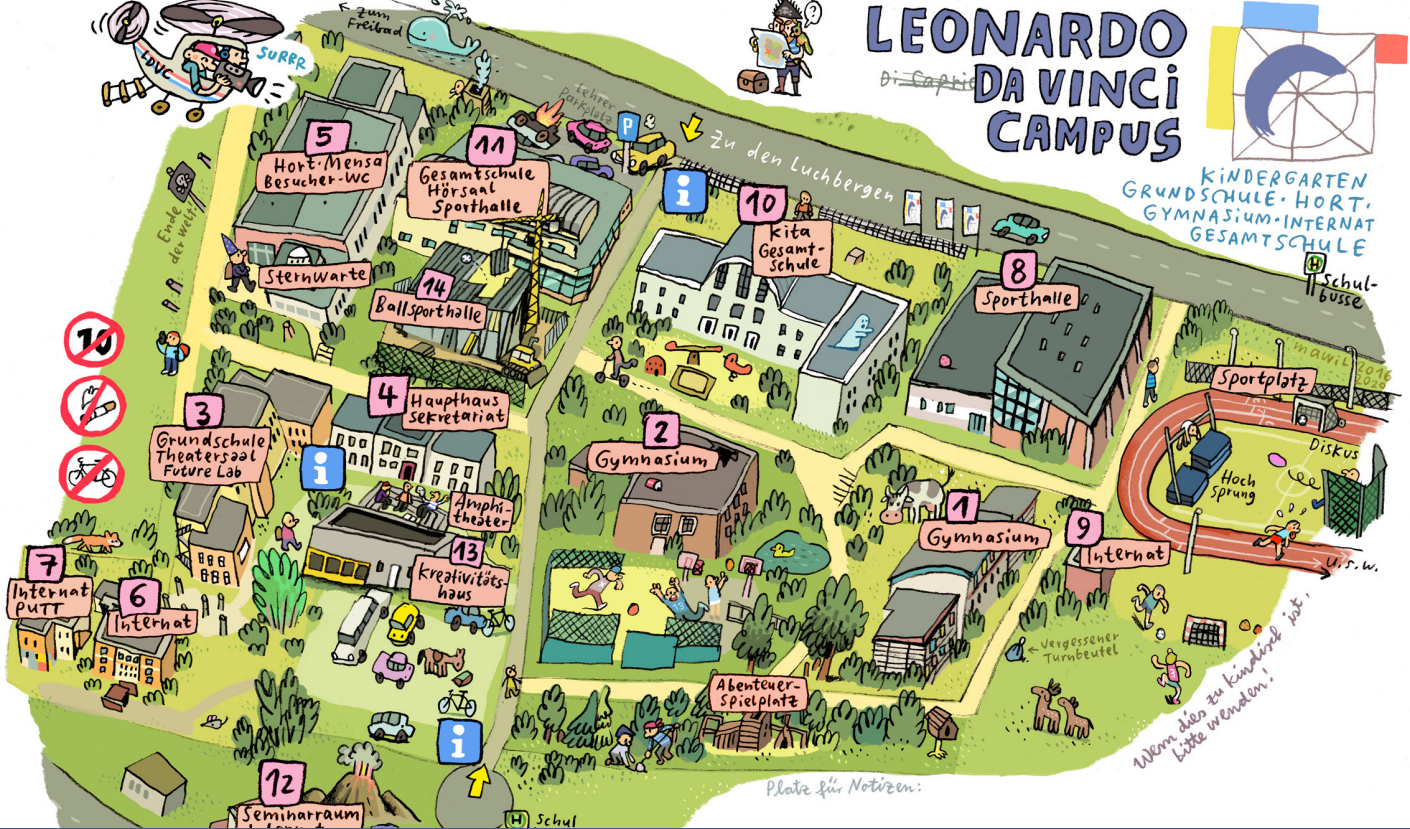 ← Zum
Freibad
LDVC
SURRR
?
LEONARDO
Di Caprio DA VINCI
CAMPUS
KINDERGARTEN
GRUNDSCHULE · HORT ·
GYMNASIUM · INTERNAT
GESAMTSCHULE
Lehrer
Parkplatz
P
Zu den Luchbergen
5
Hort · Mensa
Besucher-WC
11
Gesamtschule
Hörsaal
Sporthalle
i
10
Kita
Gesamt-
Schule
Ende
der Welt
Sternwarte
14
Ballsporthalle
8
Sporthalle
H
Schul-
busse
mawil 2016
2020
Sportplatz
Diskus
Hoch
sprung
u.s.w.
3
Grundschule
Theatersaal
Future Lab
4
Haupthaus
Sekretariat
i
Amphi-
theater
13
Kreativitäts
haus
2
Gymnasium
1
Gymnasium
9
Internat
7
Internat
PUTT
6
Internat
← vergessener
Turnbeutel
Abenteuer-
Spielplatz
Wem dies zu kindisch ist,
bitte wenden!
i
12
Seminarraum
H Schul
Platz für Notizen: